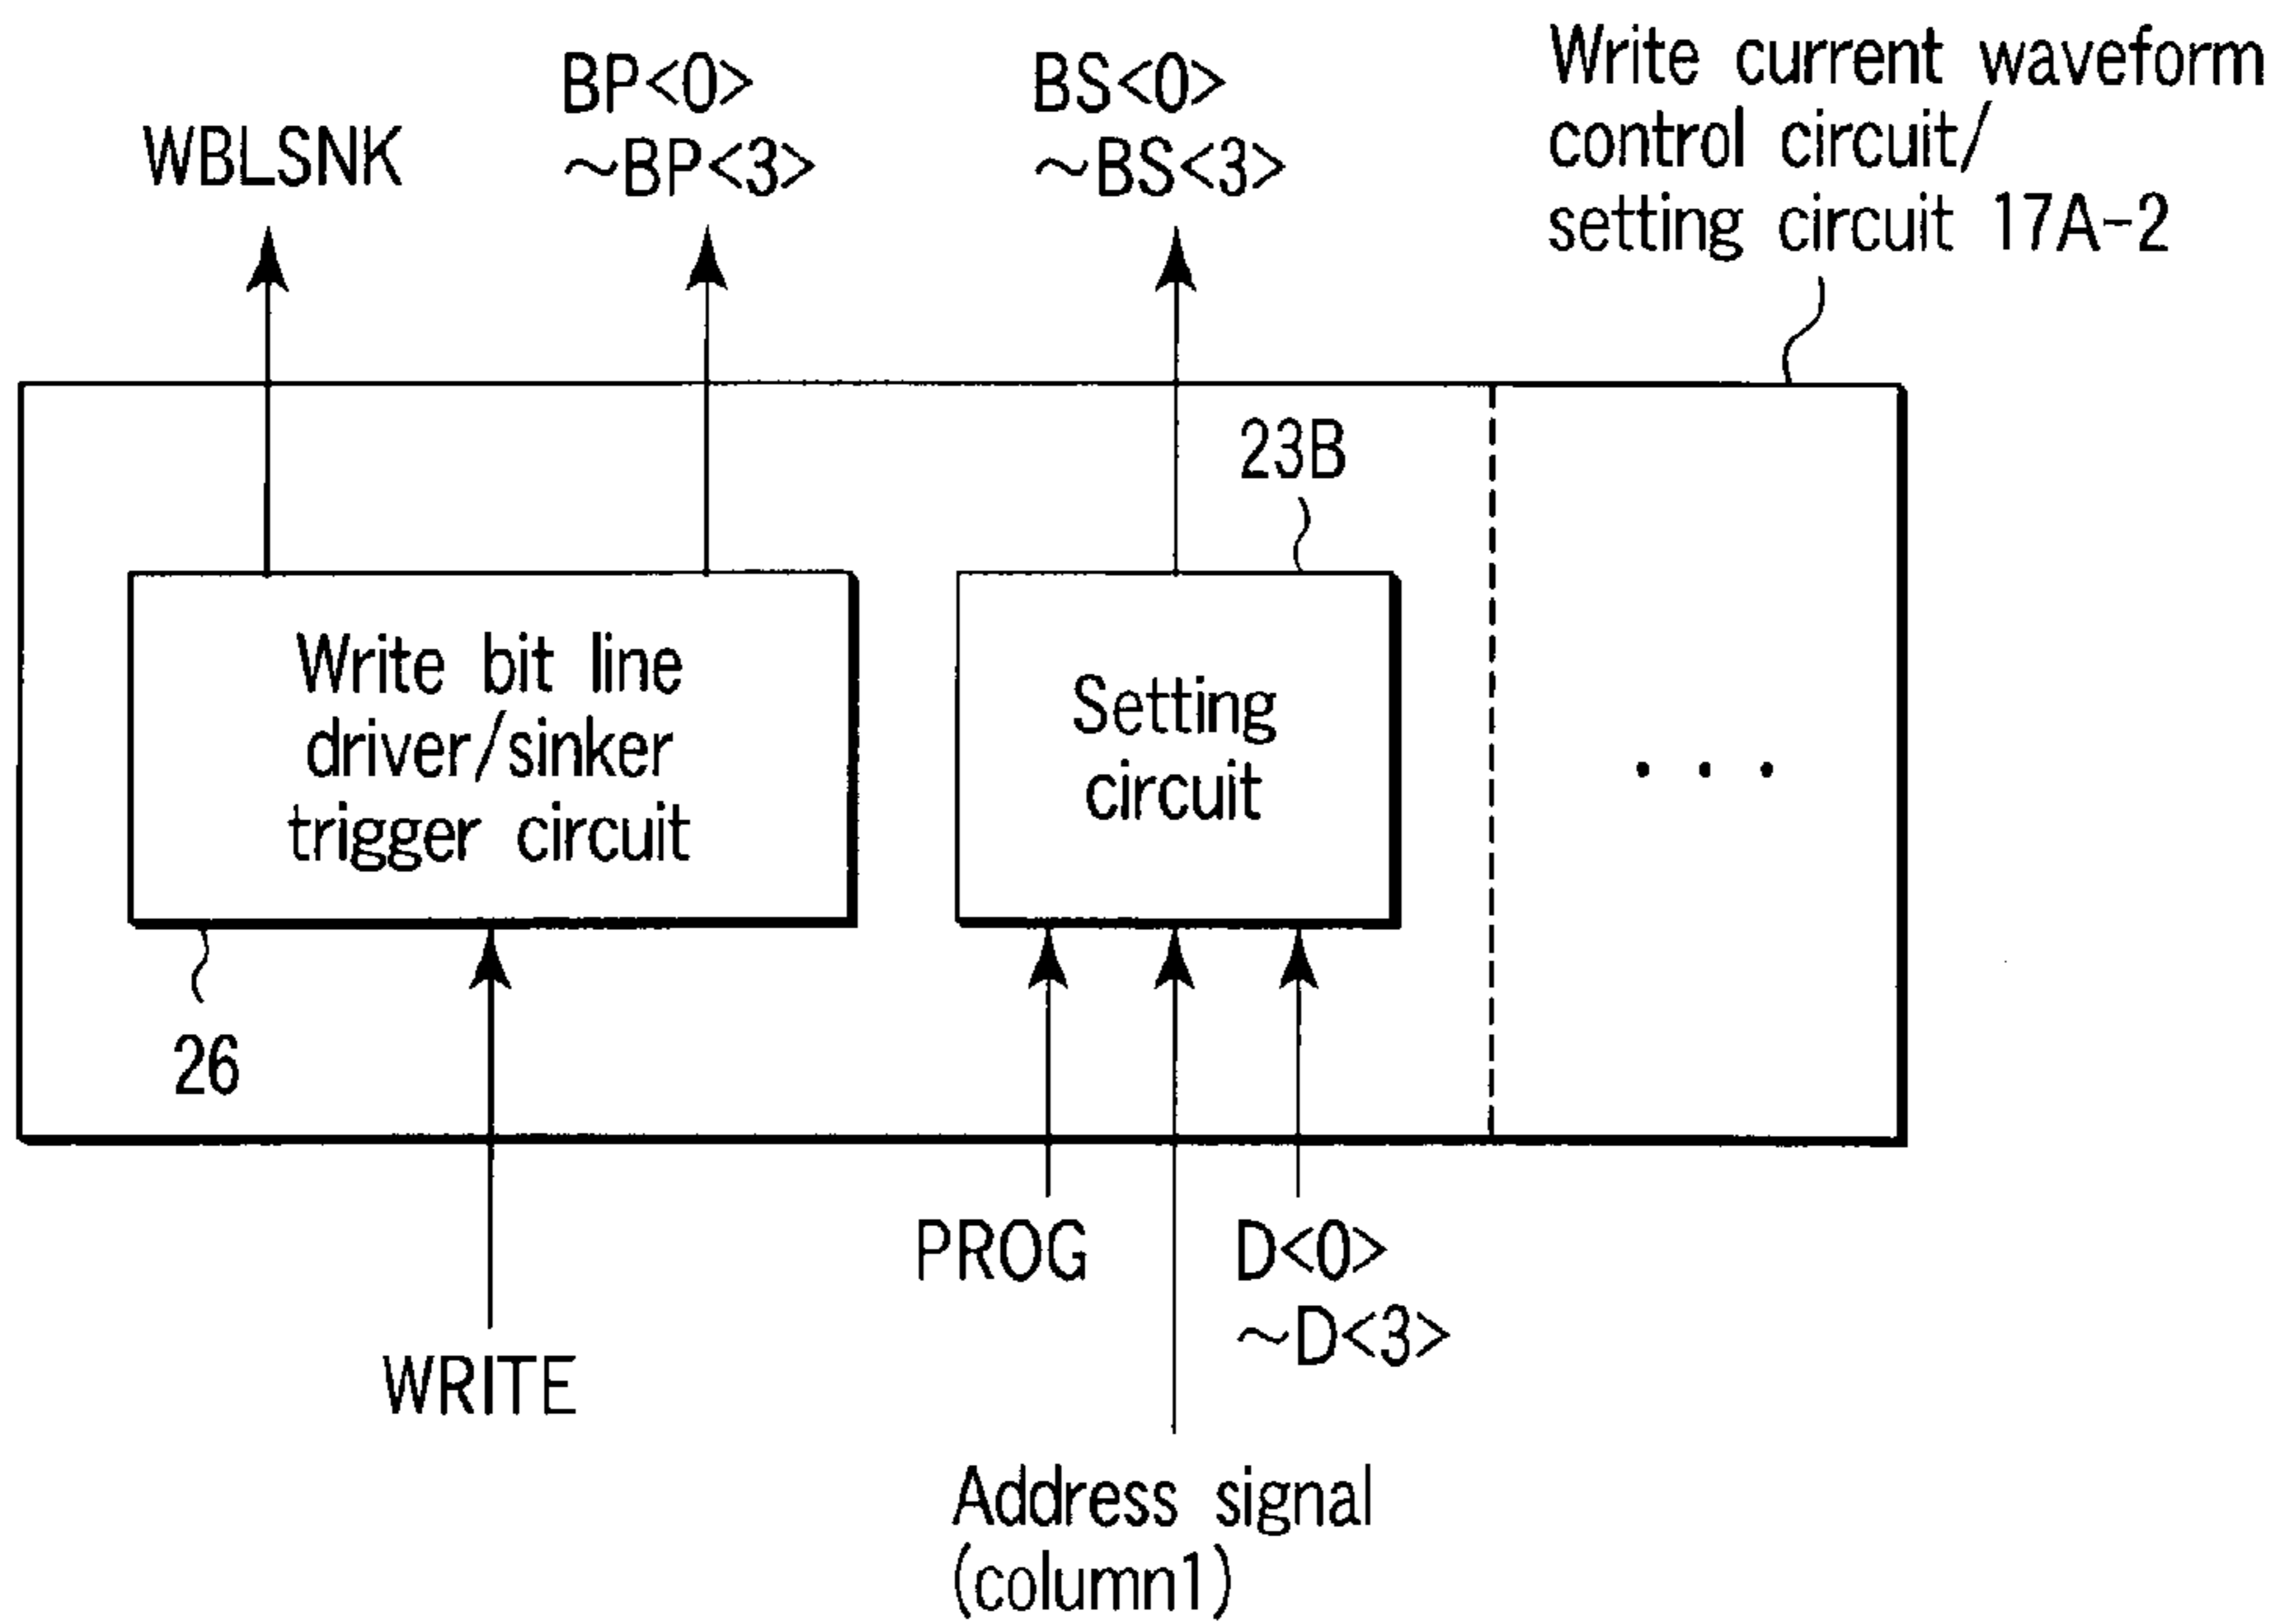 Write current waveform
control circuit/
setting circuit 17A-2
WBLSNK
BP<0>
~BP<3>
BS<0>
~BS<3>
23B
Write bit line
driver/sinker
trigger circuit
Setting
circuit
• • •
26
WRITE
PROG
D<0>
~D<3>
Address signal
(column1)